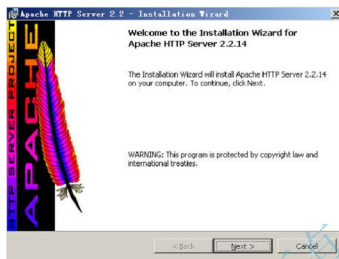 Apache HTTP Server 2.2 - Installation Wizard
Welcome to the Installation Wizard for
Apache HTTP Server 2.2.14
The Installation Wizard will install Apache HTTP Server 2.2.14
on your computer. To continue, click Next.
WARNING: This program is protected by copyright law and
international treaties.
HTTP SERVER PROJECT
APACHE
< Back
Next >
Cancel